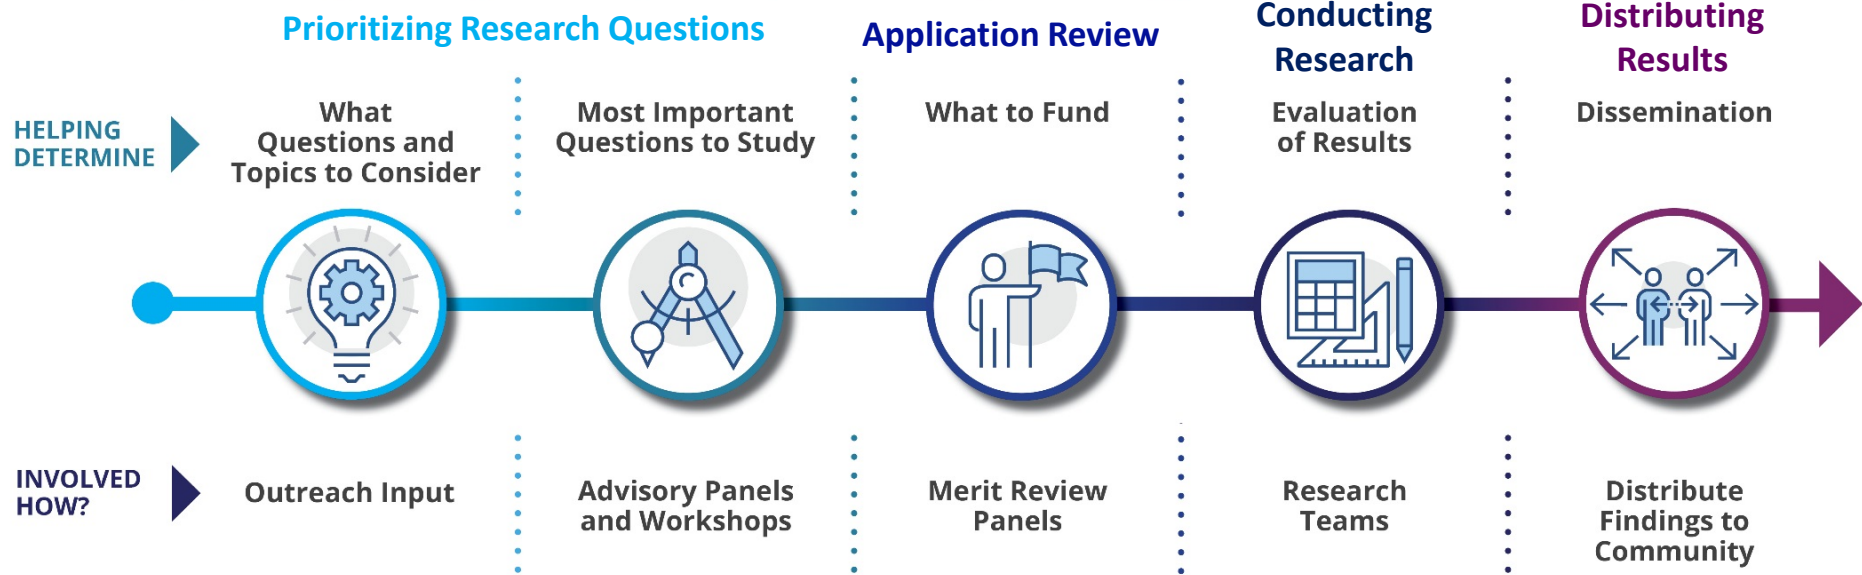 Prioritizing Research Questions
Application Review
Conducting
Research
Distributing
Results
HELPING
DETERMINE
What
Questions and
Topics to Consider
Most Important
Questions to Study
What to Fund
Evaluation
of Results
Dissemination
INVOLVED
HOW?
Outreach Input
Advisory Panels
and Workshops
Merit Review
Panels
Research
Teams
Distribute
Findings to
Community